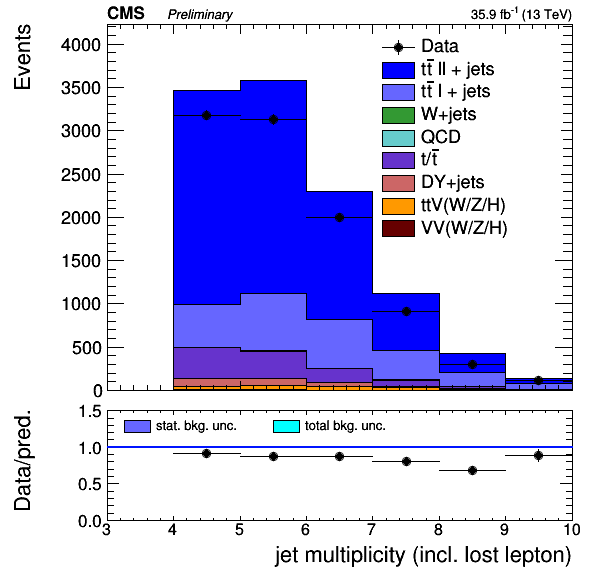 CMS Preliminary 35.9 fb⁻¹ (13 TeV)
Events
4000
3500
3000
2500
2000
1500
1000
500
0
Data
tt̄ ll + jets
tt̄ l + jets
W+jets
QCD
t/t̄
DY+jets
ttV(W/Z/H)
VV(W/Z/H)
Data/pred.
1.5
1.0
0.5
0.0
stat. bkg. unc. total bkg. unc.
3 4 5 6 7 8 9 10
jet multiplicity (incl. lost lepton)